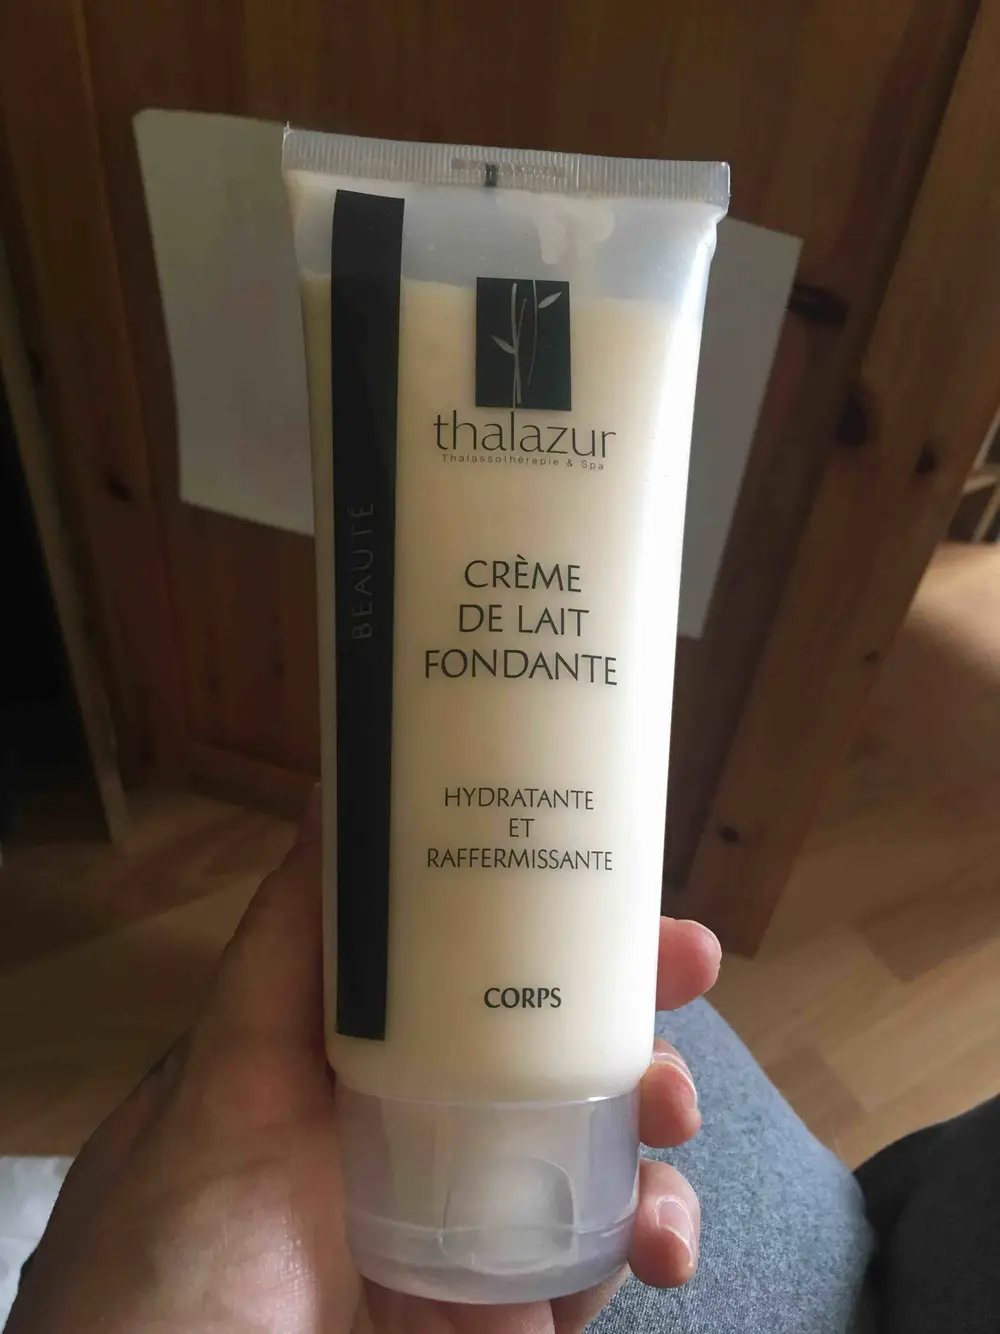 thalazur
Thalassothérapie & Spa
BEAUTÉ
CRÈME
DE LAIT
FONDANTE
HYDRATANTE
ET
RAFFERMISSANTE
CORPS